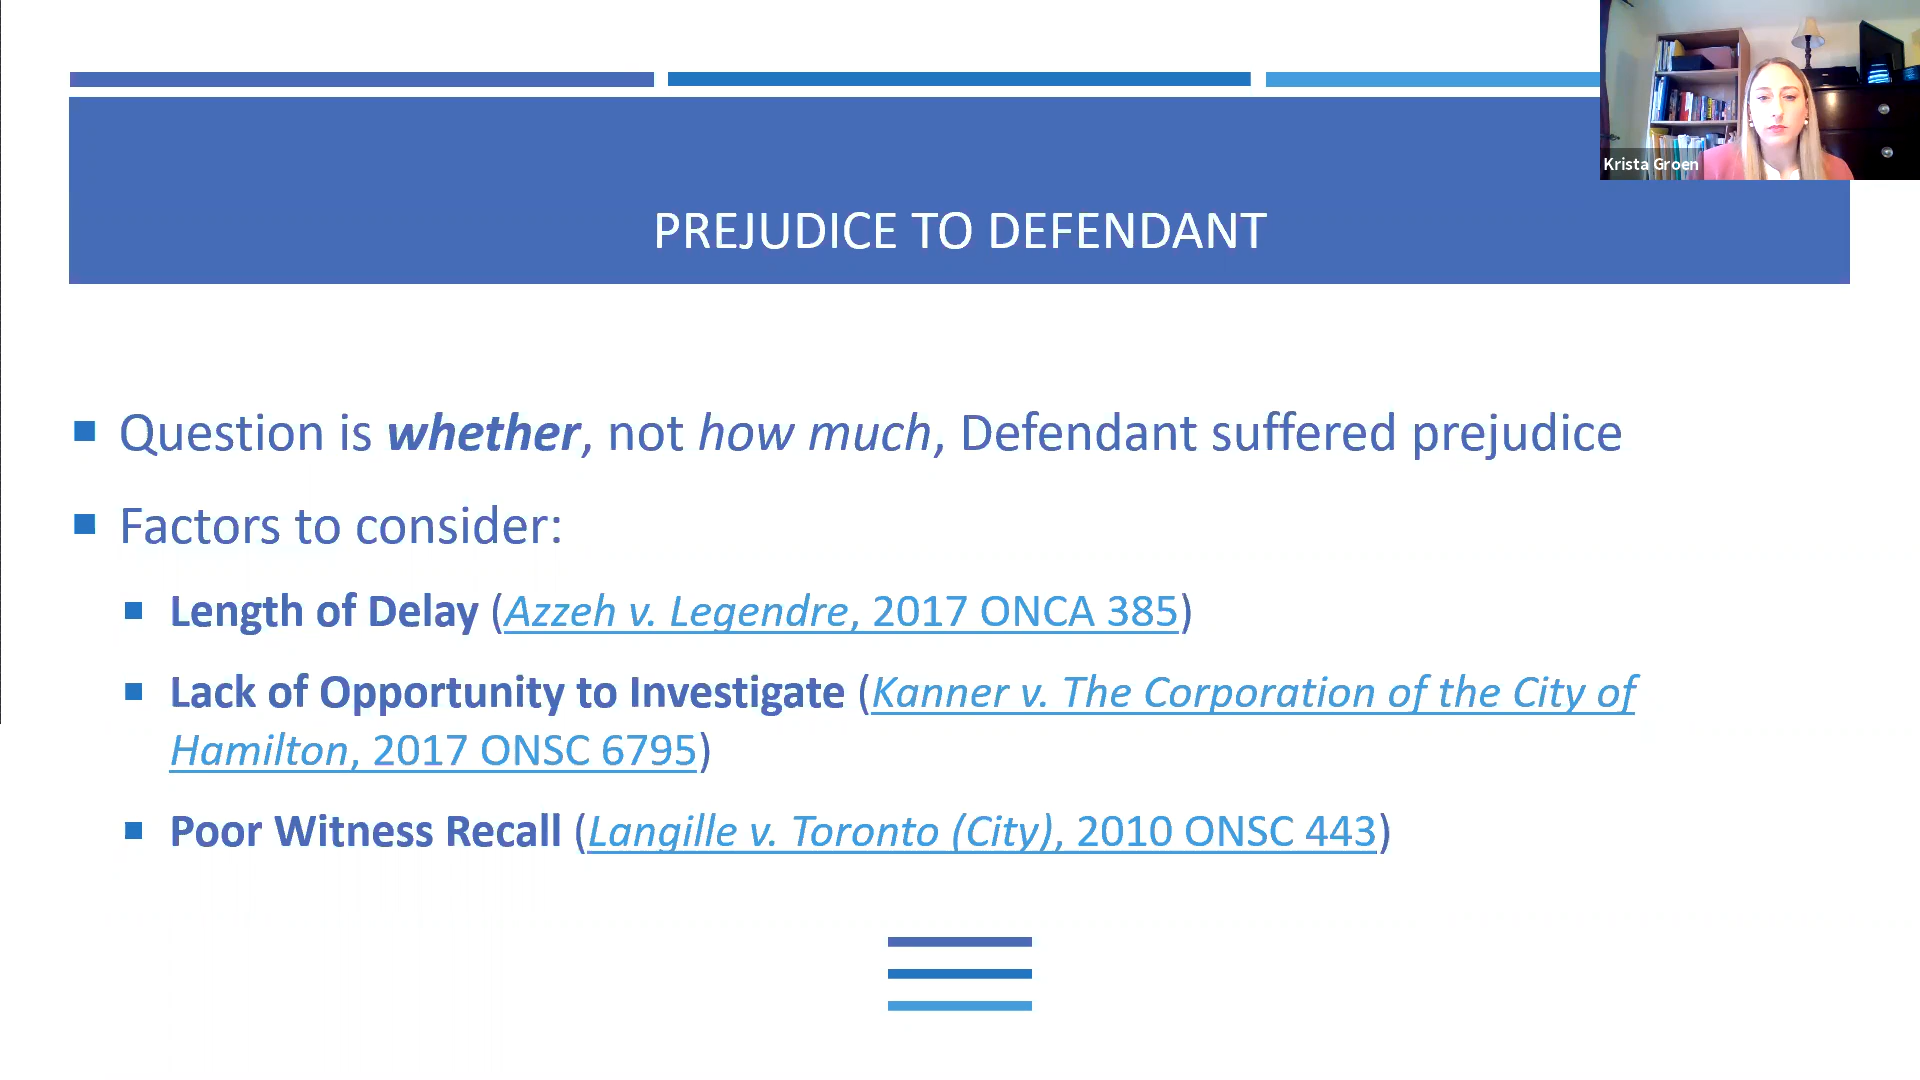 Krista Groen
PREJUDICE TO DEFENDANT
Question is whether, not how much, Defendant suffered prejudice
Factors to consider:
Length of Delay (Azzeh v. Legendre, 2017 ONCA 385)
Lack of Opportunity to Investigate (Kanner v. The Corporation of the City of
Hamilton, 2017 ONSC 6795)
Poor Witness Recall (Langille v. Toronto (City), 2010 ONSC 443)